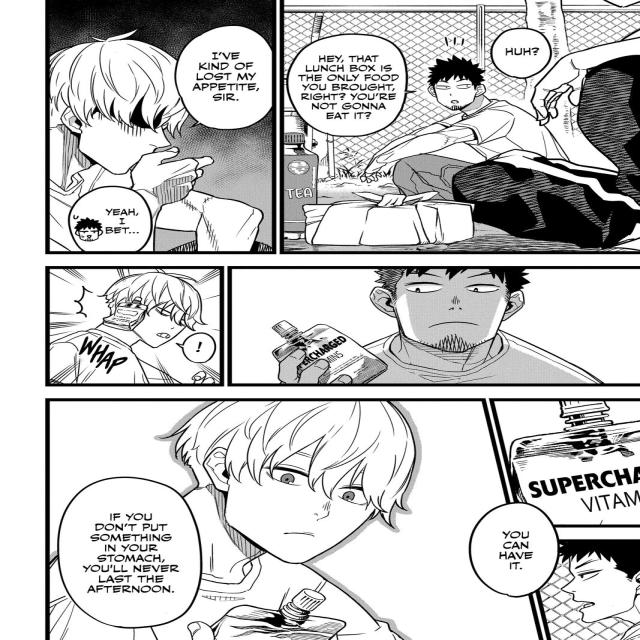 I'VE
KIND OF
LOST MY
APPETITE,
SIR.
YEAH,
I
BET...
HEY, THAT
LUNCH BOX IS
THE ONLY FOOD
YOU BROUGHT,
RIGHT? YOU'RE
NOT GONNA
EAT IT?
HUH?
TEA
WHAP
!
SUPERCHARGED
IF YOU
DON'T PUT
SOMETHING
IN YOUR
STOMACH,
YOU'LL NEVER
LAST THE
AFTERNOON.
SUPERCHA
VITAM
YOU
CAN
HAVE
IT.